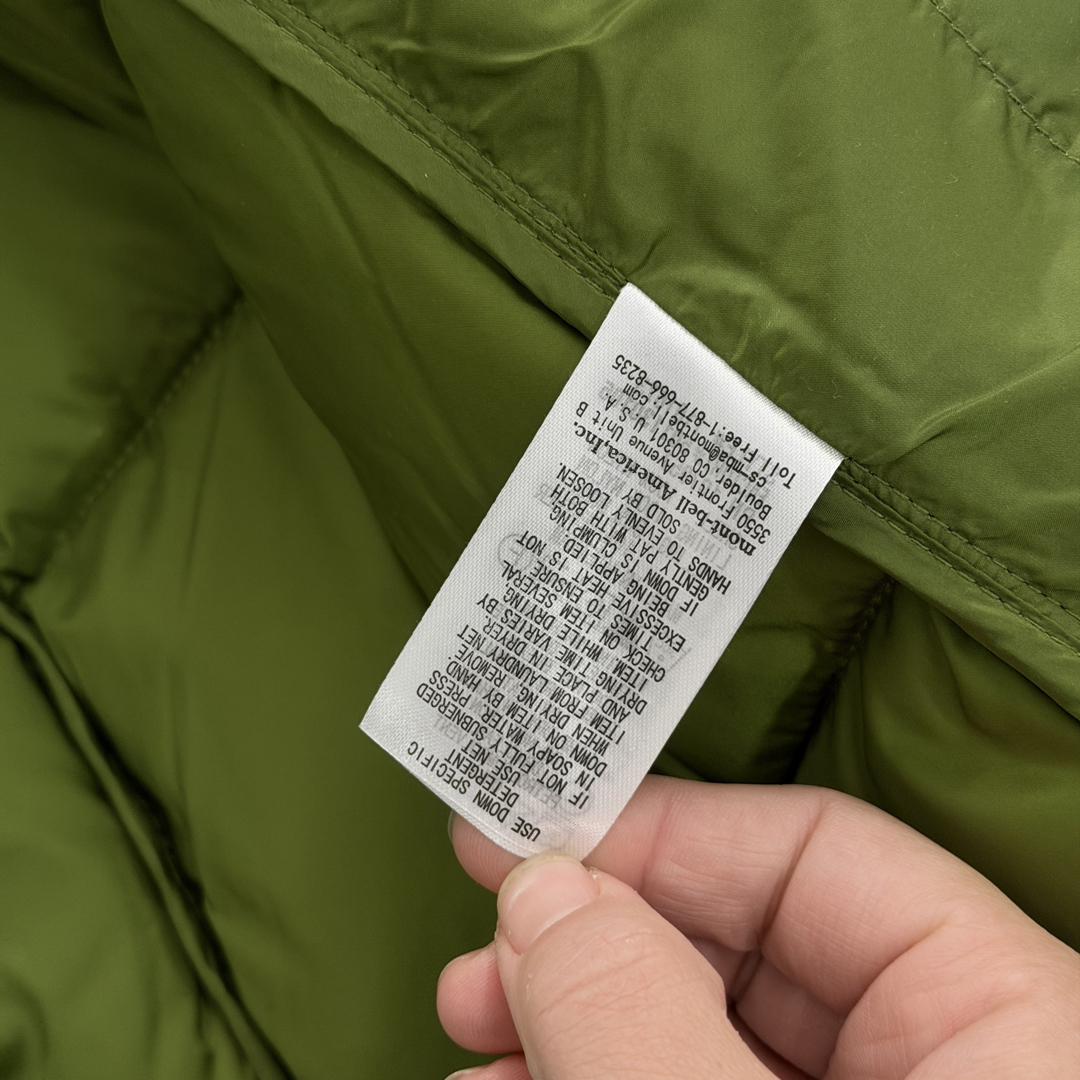 USE DOWN SPECIFIC
DETERGENT
USE NET
IF NOT FULLY SUBNERGED
IN SOAPY WATER PRESS
DOWN ON ITEM BY HAND
WHEN DRYING REMOVE
ITEM FROM LAUNDRY NET
AND PLACE IN DRYER.
DRYING TIME VARIES BY
ITEM WHILE DRYING
CHECK ON ITEM SEVERAL
TIMES TO ENSURE
EXCESSIVE HEAT IS NOT
BEING APPLIED
IF DOWN IS CLUMPING
GENTLY PAT WITH BOTH
HANDS TO EVENLY LOOSEN.
SOLD BY
mont-bell America,Inc.
3550 Frontier Avenue Unit B
Boulder CO 80301 U.S.A
cs-mba@montbell.com
Toll Free:1-877-666-8235